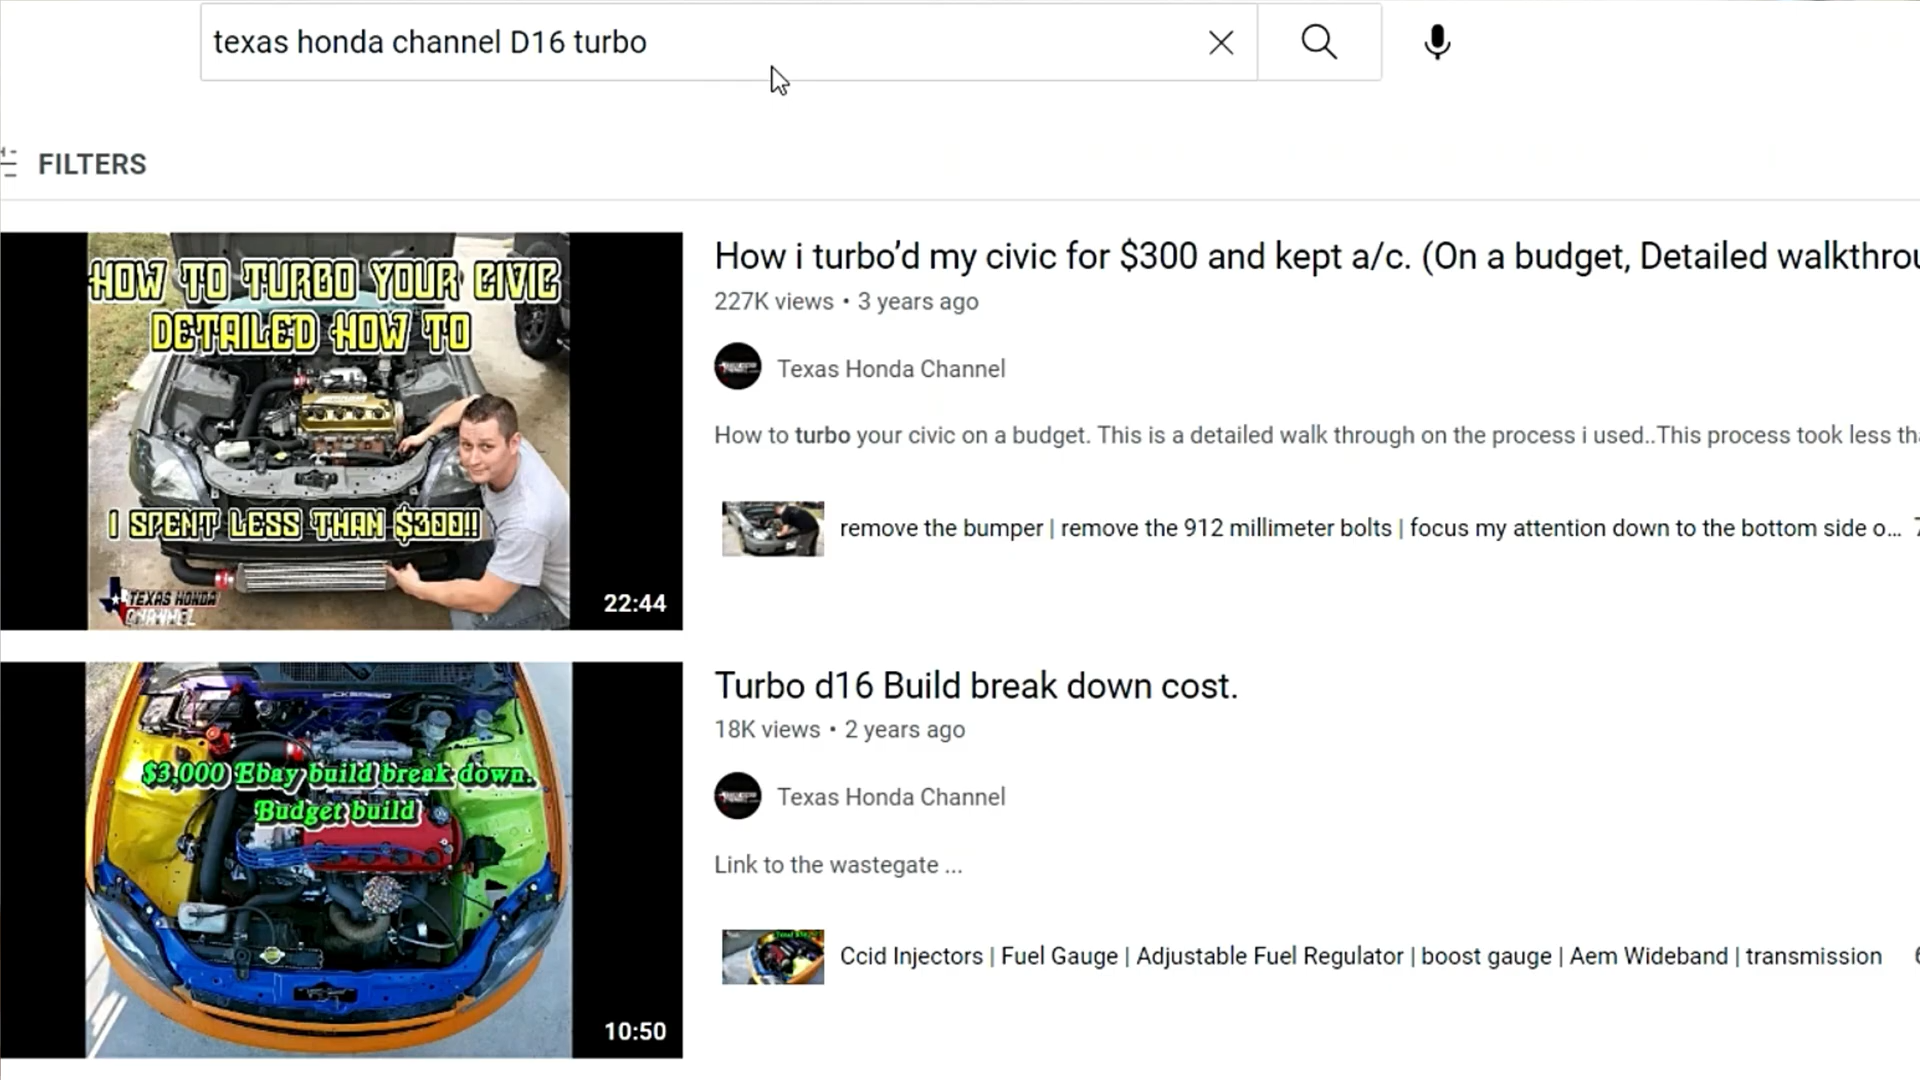 texas honda channel D16 turbo
FILTERS
HOW TO TURBO YOUR CIVIC
DETAILED HOW TO
I SPENT LESS THAN $300!!
TEXAS HONDA
CHANNEL
22:44
How i turbo’d my civic for $300 and kept a/c. (On a budget, Detailed walkthrou
227K views • 3 years ago
Texas Honda Channel
How to turbo your civic on a budget. This is a detailed walk through on the process i used..This process took less tha
remove the bumper | remove the 912 millimeter bolts | focus my attention down to the bottom side o...
$3,000 Ebay build break down.
Budget build
10:50
Turbo d16 Build break down cost.
18K views • 2 years ago
Texas Honda Channel
Link to the wastegate ...
Ccid Injectors | Fuel Gauge | Adjustable Fuel Regulator | boost gauge | Aem Wideband | transmission